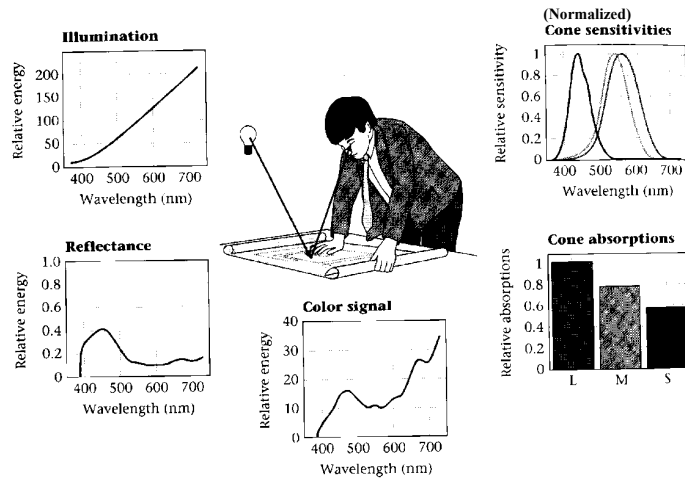 Illumination
Relative energy
200
150
100
50
0
400 500 600 700
Wavelength (nm)
(Normalized)
Cone sensitivities
Relative sensitivity
1
0.8
0.6
0.4
0.2
0
400 500 600 700
Wavelength (nm)
Reflectance
Relative energy
1.0
0.8
0.6
0.4
0.2
0
400 500 600 700
Wavelength (nm)
Color signal
Relative energy
40
30
20
10
0
400 500 600 700
Wavelength (nm)
Cone absorptions
Relative absorptions
1
0.8
0.6
0.4
0.2
0
L M S